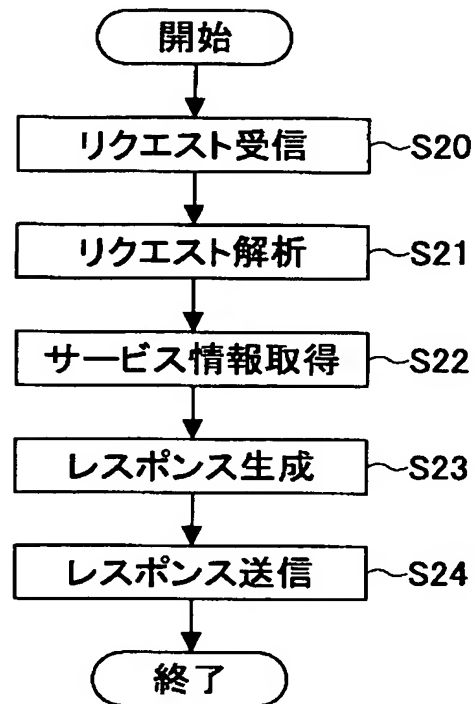 開始
リクエスト受信 S20
リクエスト解析 S21
サービス情報取得 S22
レスポンス生成 S23
レスポンス送信 S24
終了